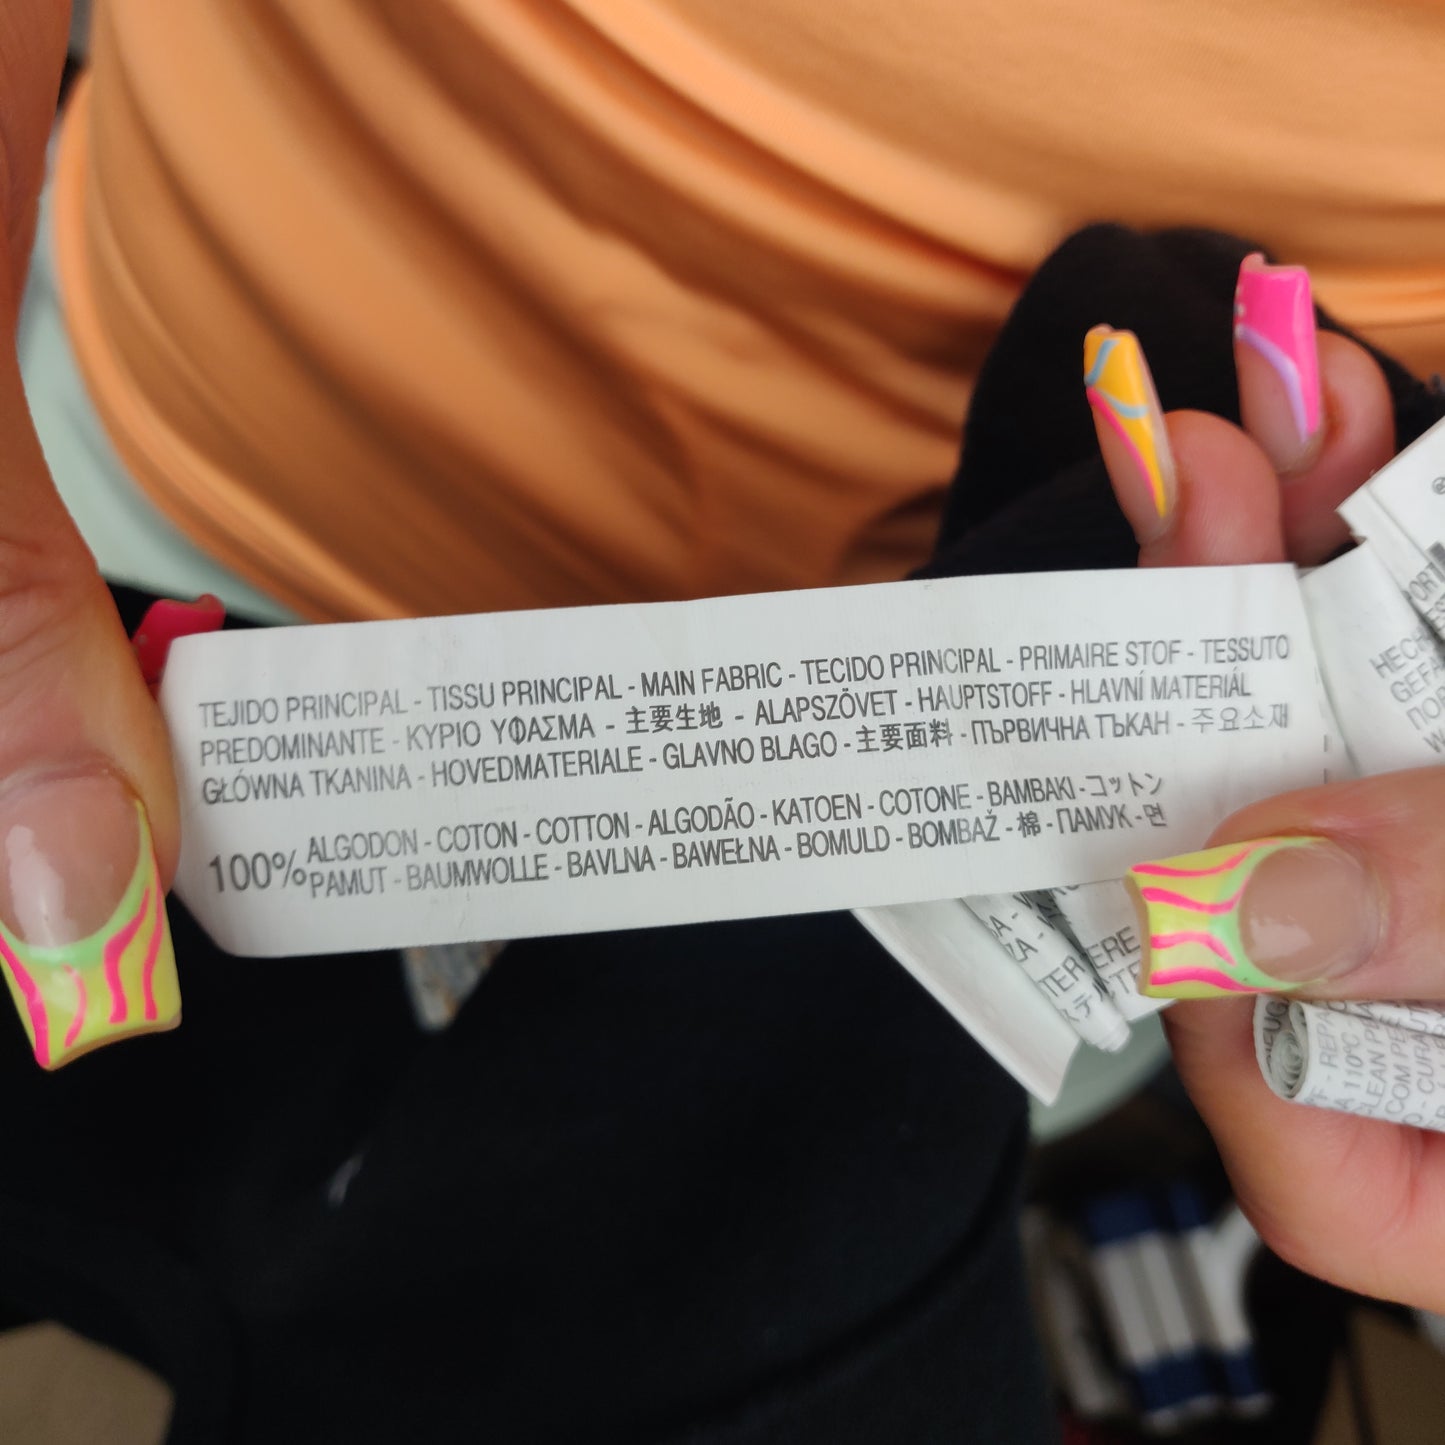 TEJIDO PRINCIPAL - TISSU PRINCIPAL - MAIN FABRIC - TECIDO PRINCIPAL - PRIMAIRE STOF - TESSUTO
PREDOMINANTE - ΚΥΡΙΟ ΥΦΑΣΜΑ - 主要生地 - ALAPSZÖVET - HAUPTSTOFF - HLAVNÍ MATERIÁL
GŁÓWNA TKANINA - HOVEDMATERIALE - GLAVNO BLAGO - 主要面料 - ПЪРВИЧНА ТЪКАН - 주요소재
100% ALGODON - COTON - COTTON - ALGODÃO - KATOEN - COTONE - BAMBAKI - コットン
PAMUT - BAUMWOLLE - BAVLNA - BAWEŁNA - BOMULD - BOMBAŽ - 棉 - ПАМУК - 면
110ºC
COM